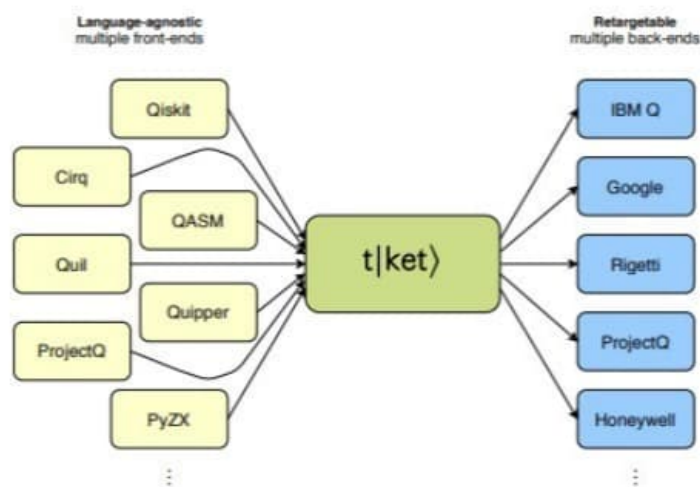 Language-agnostic
multiple front-ends
Retargetable
multiple back-ends
Qiskit
Cirq
QASM
Quil
Quipper
ProjectQ
PyZX
⋮
t|ket⟩
IBM Q
Google
Rigetti
ProjectQ
Honeywell
⋮